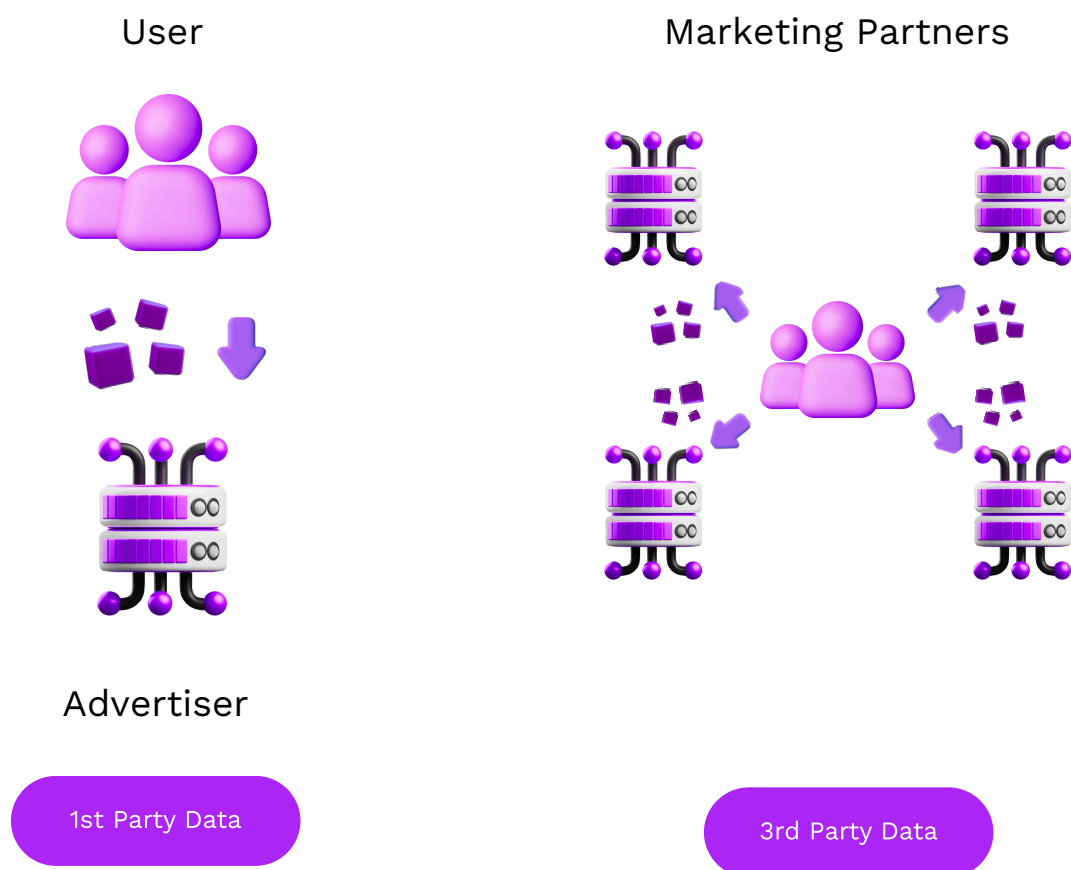 User
Marketing Partners
Advertiser
1st Party Data
3rd Party Data